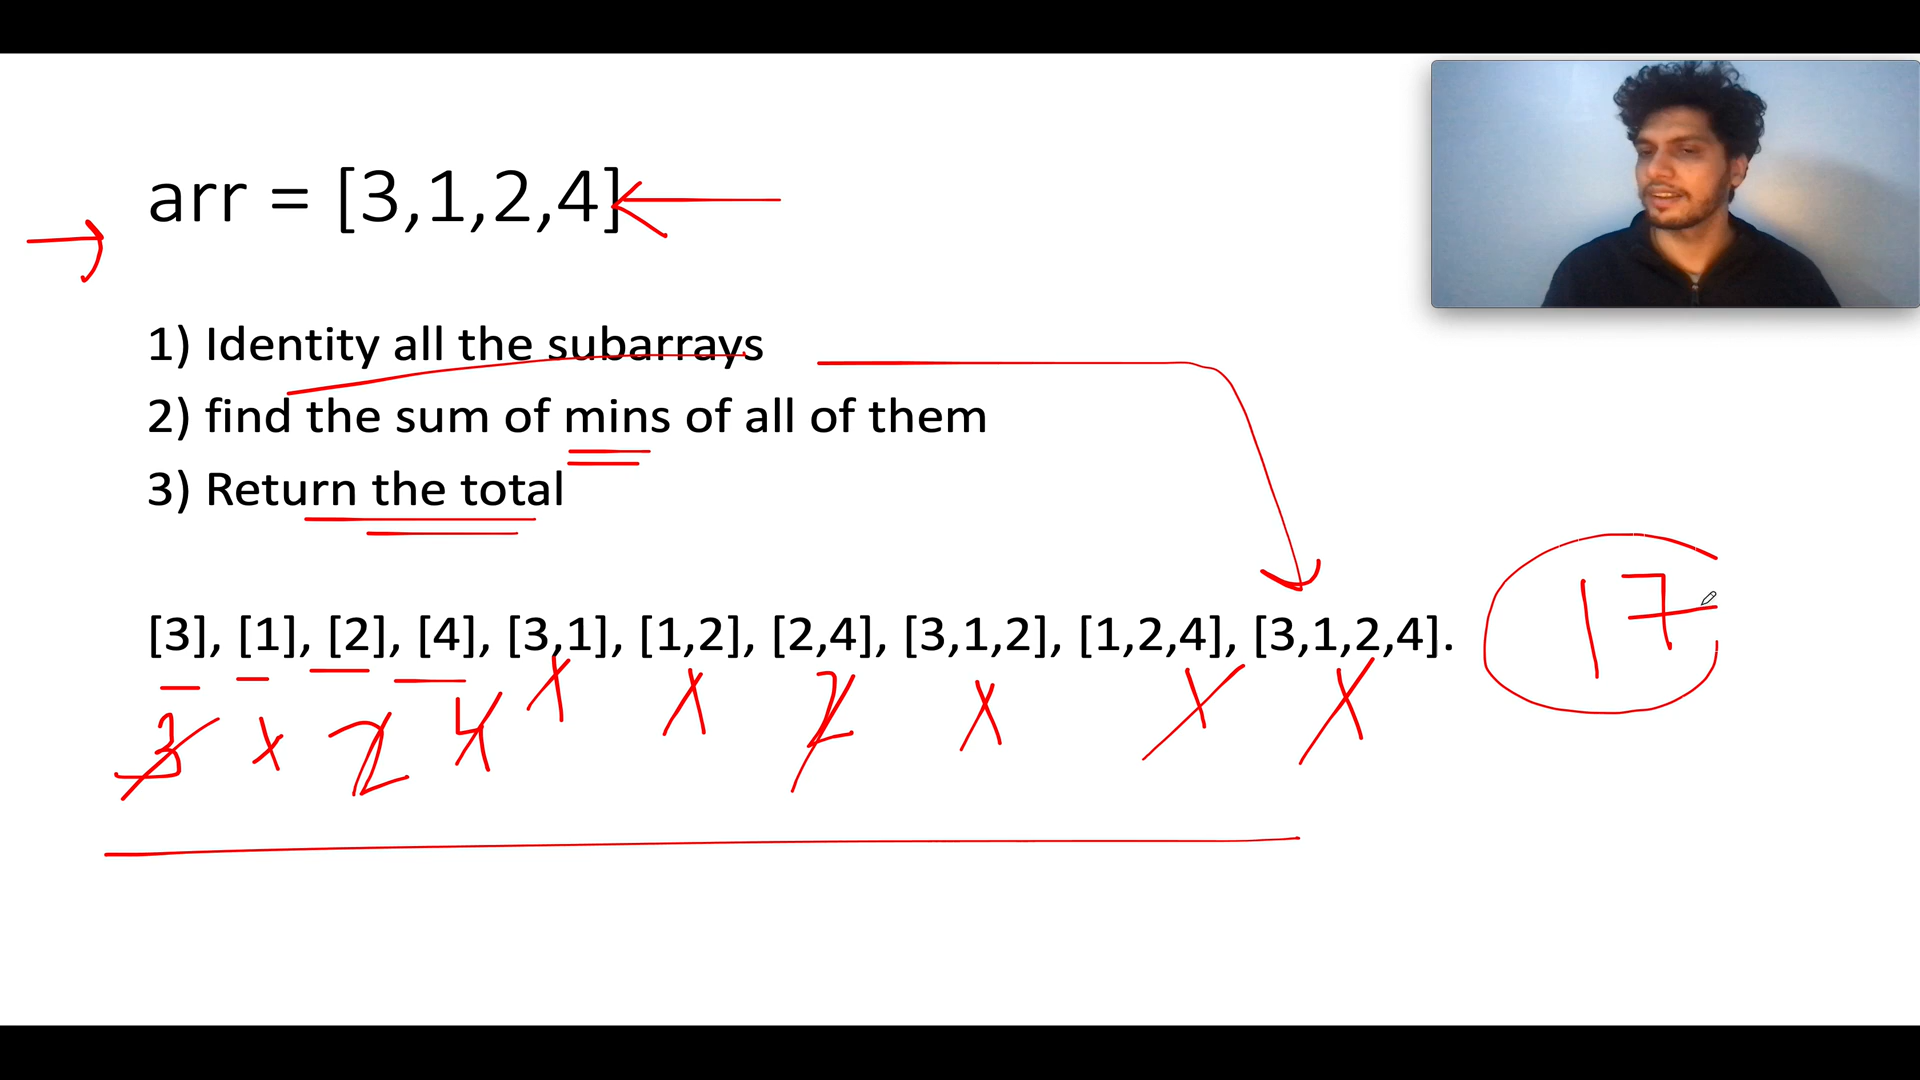 arr = [3,1,2,4]
1) Identity all the subarrays
2) find the sum of mins of all of them
3) Return the total
[3], [1], [2], [4], [3,1], [1,2], [2,4], [3,1,2], [1,2,4], [3,1,2,4].
17
3 1 2 4 1 1 2 1 1 1